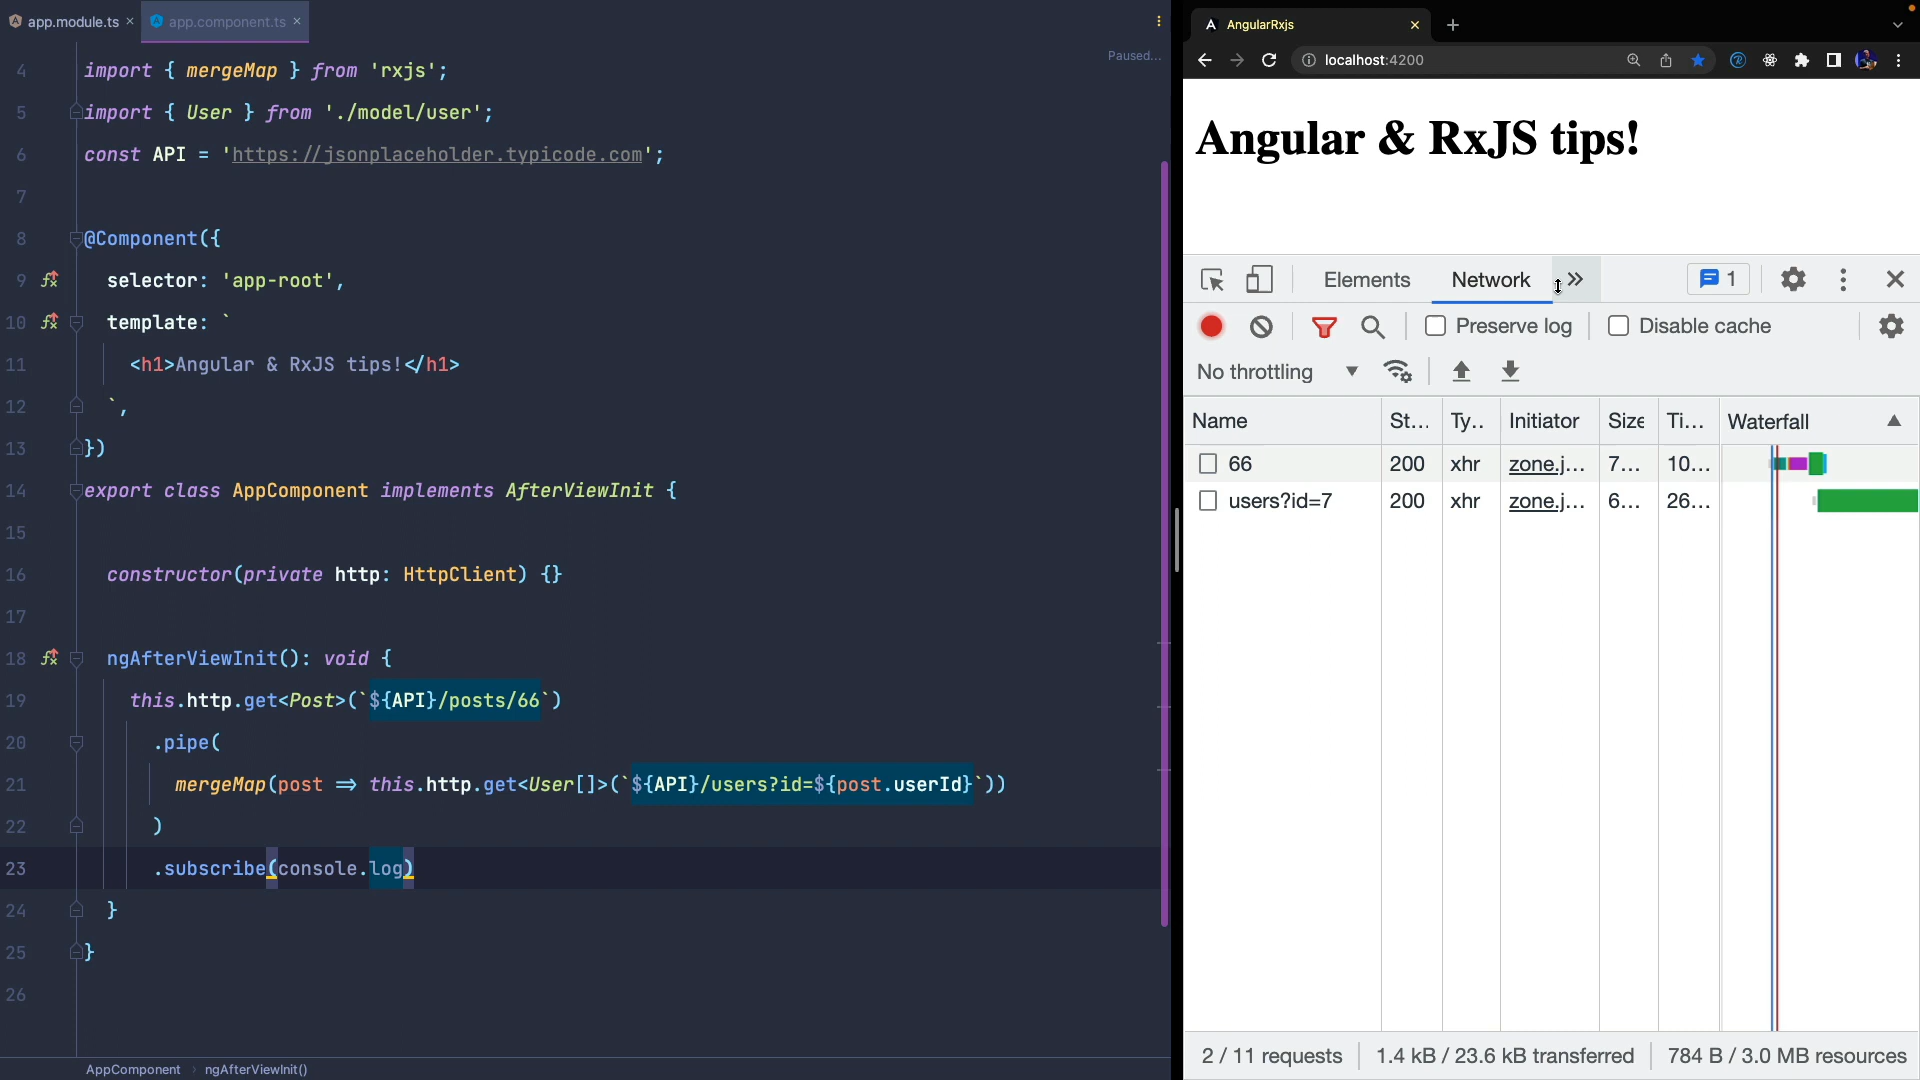 app.module.ts
app.component.ts
Paused...
4 import { mergeMap } from 'rxjs';
5 import { User } from './model/user';
6 const API = 'https://jsonplaceholder.typicode.com';
7
8 @Component({
9 selector: 'app-root',
10 template: `
11 <h1>Angular & RxJS tips!</h1>
12 `,
13 })
14 export class AppComponent implements AfterViewInit {
15
16 constructor(private http: HttpClient) {}
17
18 ngAfterViewInit(): void {
19 this.http.get<Post>(`${API}/posts/66`)
20 .pipe(
21 mergeMap(post => this.http.get<User[]>(`${API}/users?id=${post.userId}`))
22 )
23 .subscribe(console.log)
24 }
25 }
26
AppComponent › ngAfterViewInit()
AngularRxjs
localhost:4200
Angular & RxJS tips!
Elements Network » 1
Preserve log Disable cache
No throttling
Name St... Ty.. Initiator Size Ti... Waterfall
66 200 xhr zone.j... 7... 10...
users?id=7 200 xhr zone.j... 6... 26...
2 / 11 requests 1.4 kB / 23.6 kB transferred 784 B / 3.0 MB resources